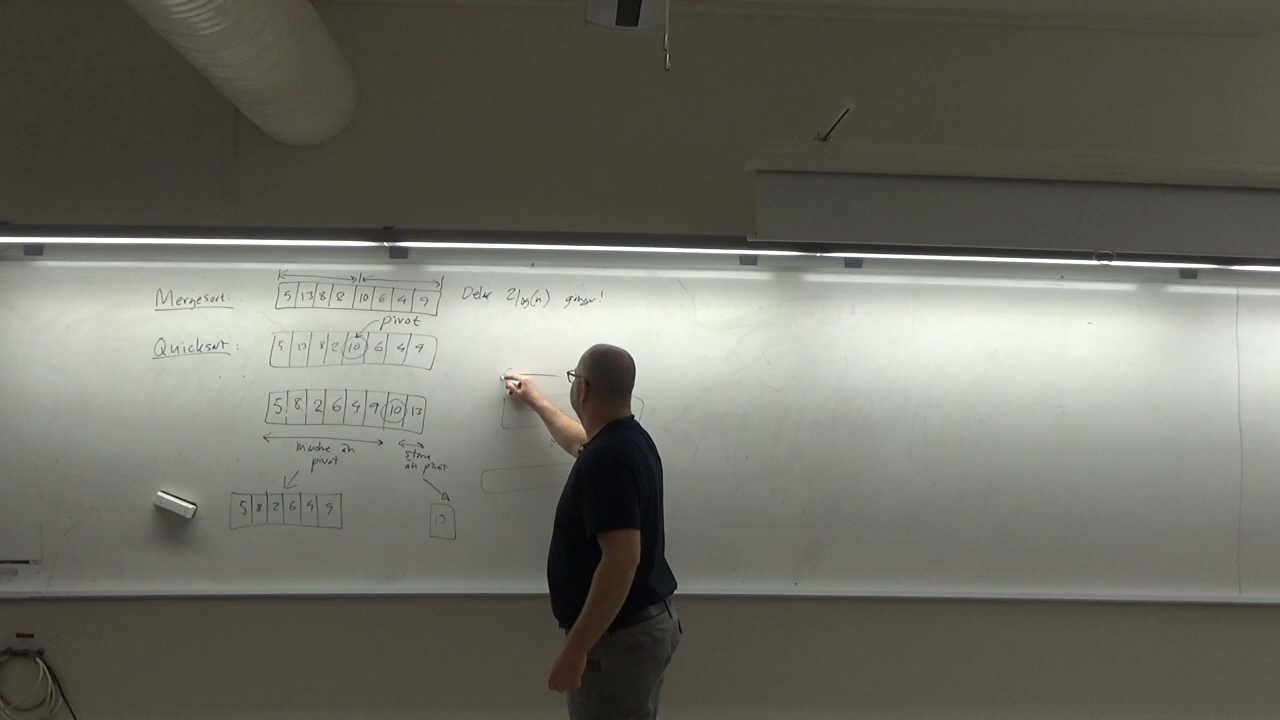 Mergesort: 5 13 8 2 10 6 4 9 Delar 2log(n) gånger!
pivot
Quicksort: 5 13 8 2 10 6 4 9
5 8 2 6 4 9 10 13
mindre än pivot
större än pivot
5 8 2 6 4 9
13